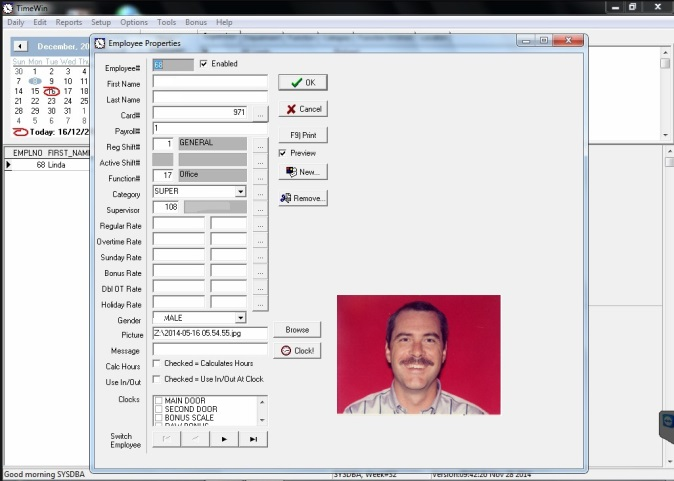 TimeWin
Daily Edit Reports Setup Options Tools Bonus Help
December, 20
Sun Mon Tue Wed Thu
30 1 2 3 4
7 8 9 10 11
14 15 16 17 18
21 22 23 24 25
28 29 30 31 1
4 5 6 7 8
Today: 16/12/2
EMPLNO FIRST_NAM
68 Linda
Employee Properties
Employee# 68 Enabled
First Name
Last Name
Card# 971 ...
Payroll# 1
Reg Shift# 1 GENERAL ...
Active Shift# ...
Function# 17 Office ...
Category SUPER
Supervisor 108 ...
Regular Rate ...
Overtime Rate ...
Sunday Rate ...
Bonus Rate ...
Dbl OT Rate ...
Holiday Rate ...
Gender MALE
Picture Z:\2014-05-16 05.54.55.jpg Browse
Message Clock!
Calc Hours Checked = Calculates Hours
Use In/Out Checked = Use In/Out At Clock
Clocks MAIN DOOR
SECOND DOOR
BONUS SCALE
Switch
Employee
OK
Cancel
F9| Print
Preview
New...
Remove...
Good morning SYSDBA
SYSDBA, Week=52
Version:09:42:20 Nov 28 2014